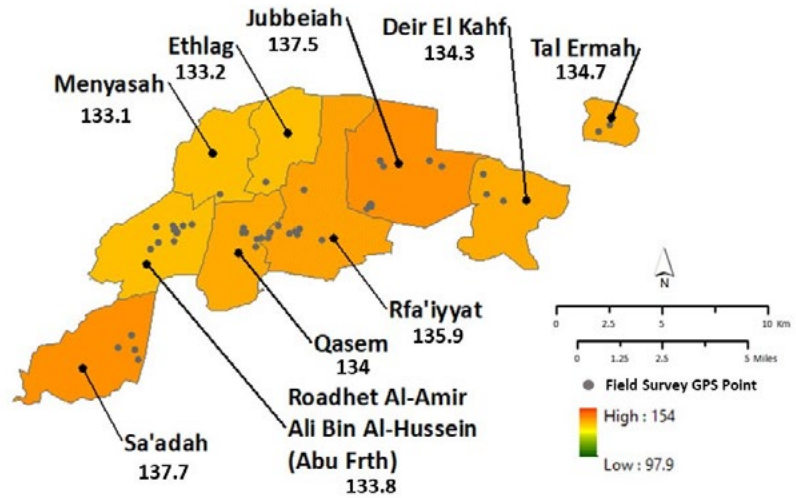 Jubbeiah
137.5
Ethlag
133.2
Deir El Kahf
134.3
Tal Ermah
134.7
Menyasah
133.1
N
Rfa'iyyat
135.9
Qasem
134
0 2.5 5 10 Km
0 1.25 2.5 5 Miles
Roadhet Al-Amir
Ali Bin Al-Hussein
(Abu Frth)
133.8
Field Survey GPS Point
High : 154
Low : 97.9
Sa'adah
137.7